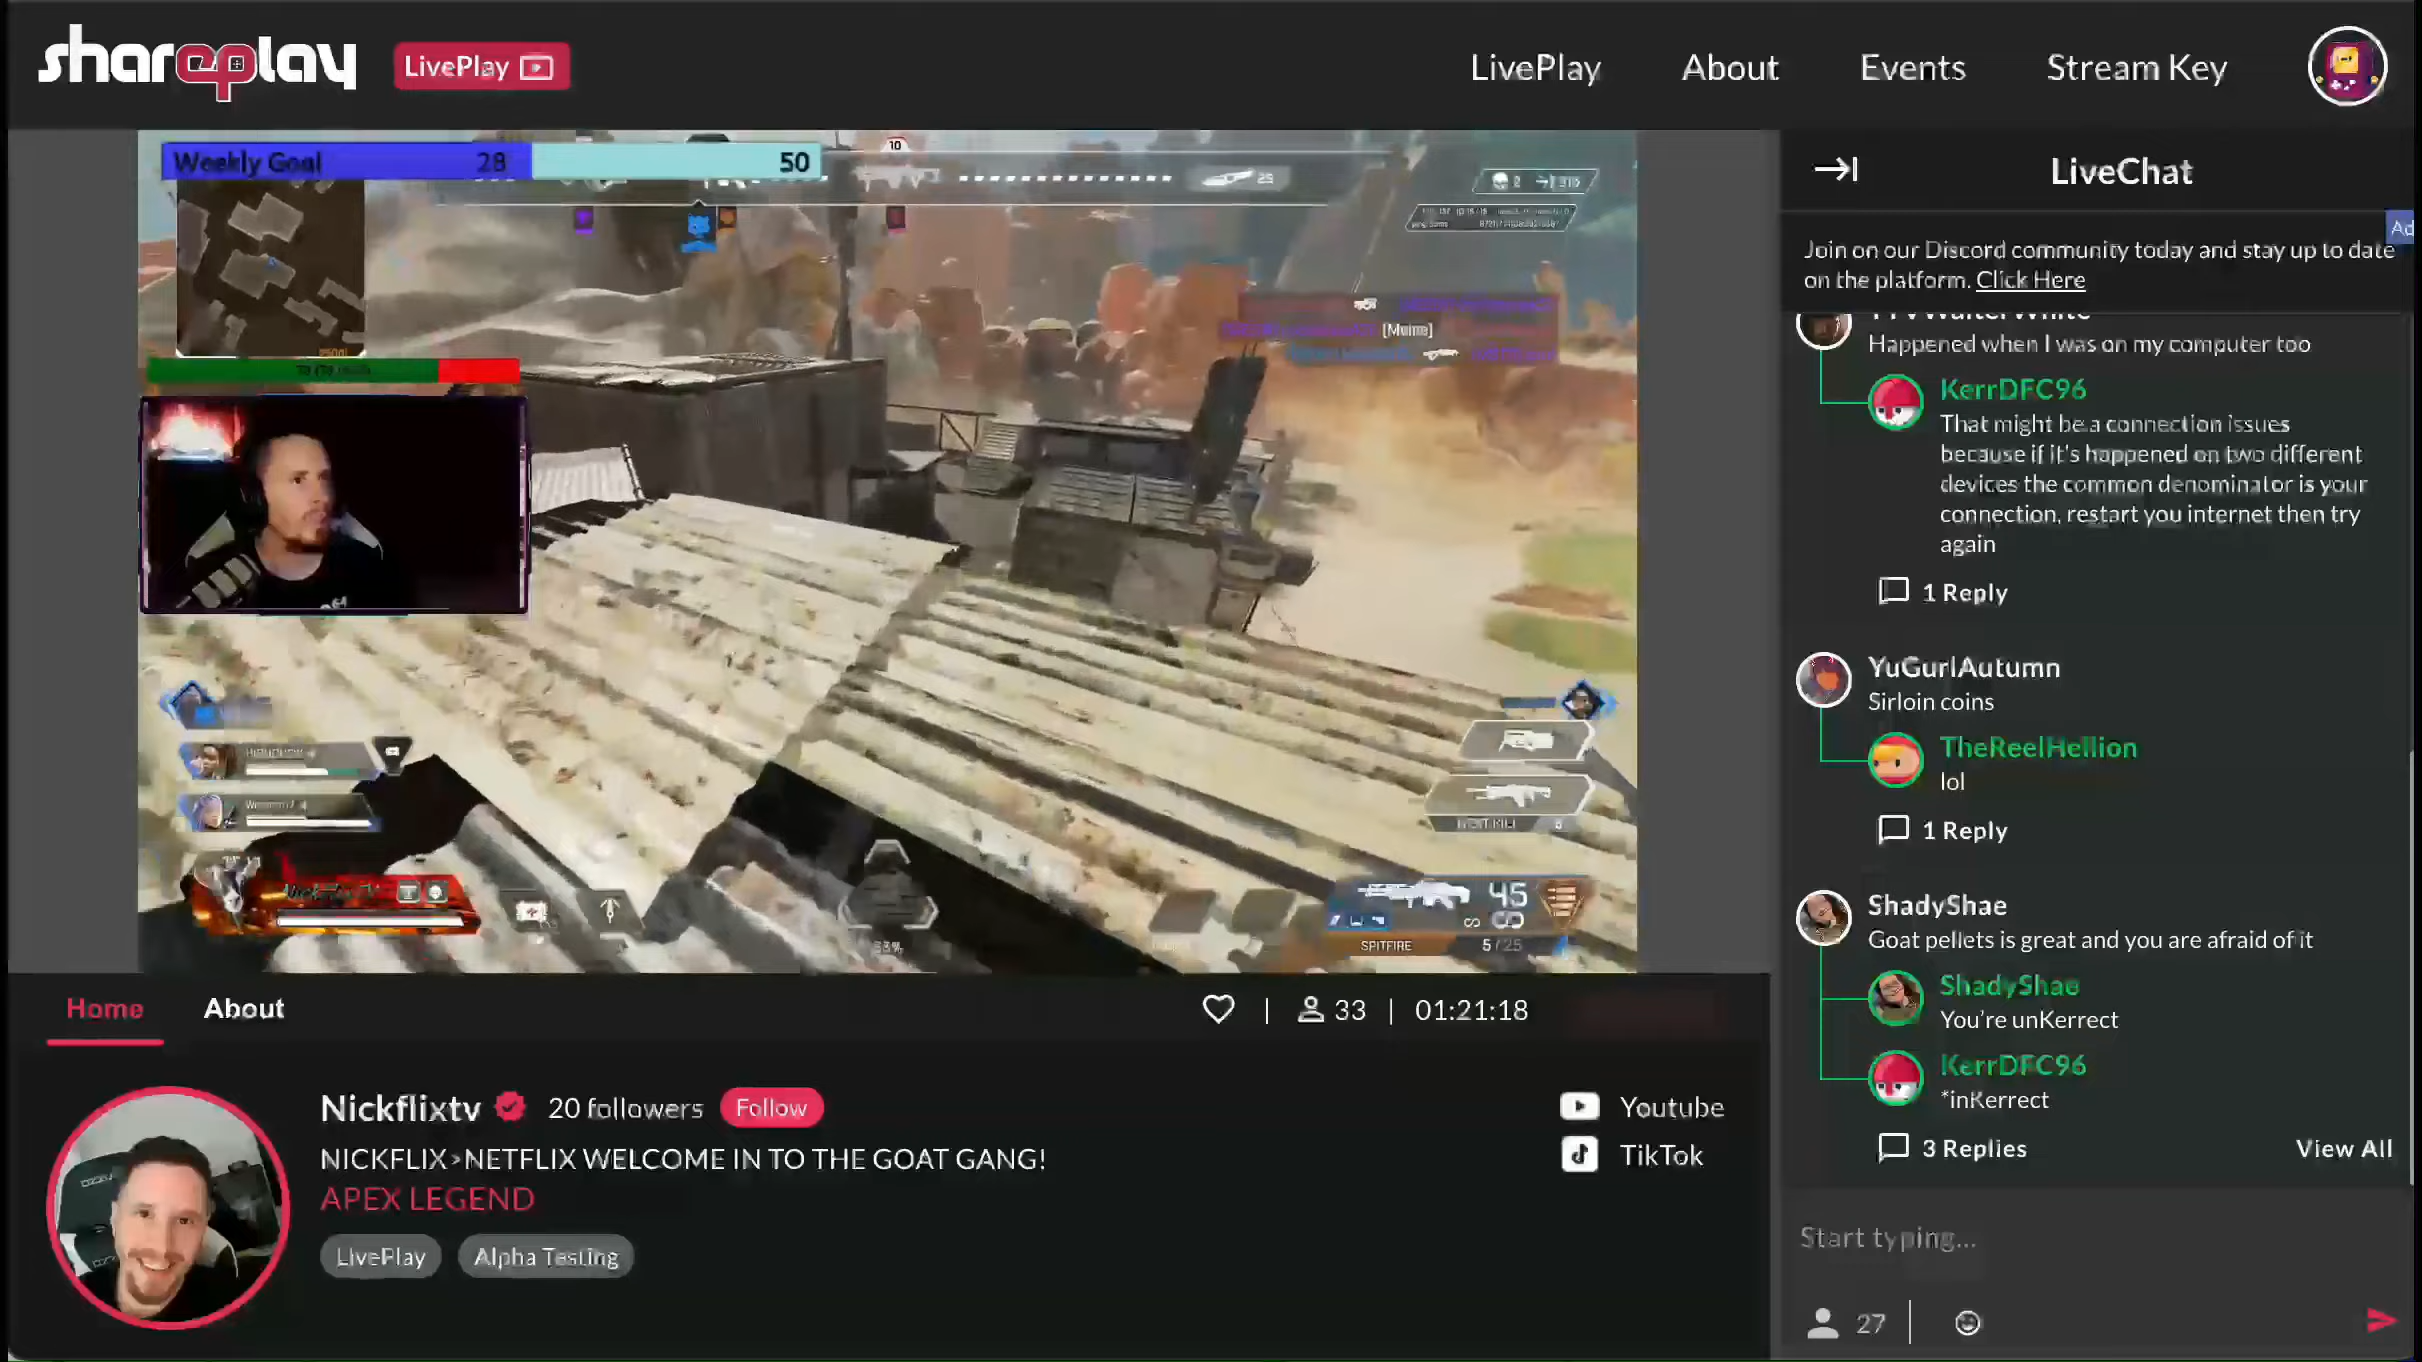 shareplay
LivePlay
LivePlay
About
Events
Stream Key
Weekly Goal 28 50
10
25
[Mume]
45
SPITFIRE
5/25
LiveChat
Ad
Join on our Discord community today and stay up to date
on the platform. Click Here
Happened when I was on my computer too
KerrDFC96
That might be a connection issues
because if it's happened on two different
devices the common denominator is your
connection, restart you internet then try
again
1 Reply
YuGurlAutumn
Sirloin coins
TheReelHellion
lol
1 Reply
ShadyShae
Goat pellets is great and you are afraid of it
ShadyShae
You're unKerrect
KerrDFC96
*inKerrect
3 Replies
View All
Start typing...
27
Home
About
33
01:21:18
Nickflixtv
20 followers
Follow
NICKFLIX>NETFLIX WELCOME IN TO THE GOAT GANG!
APEX LEGEND
LivePlay
Alpha Testing
Youtube
TikTok